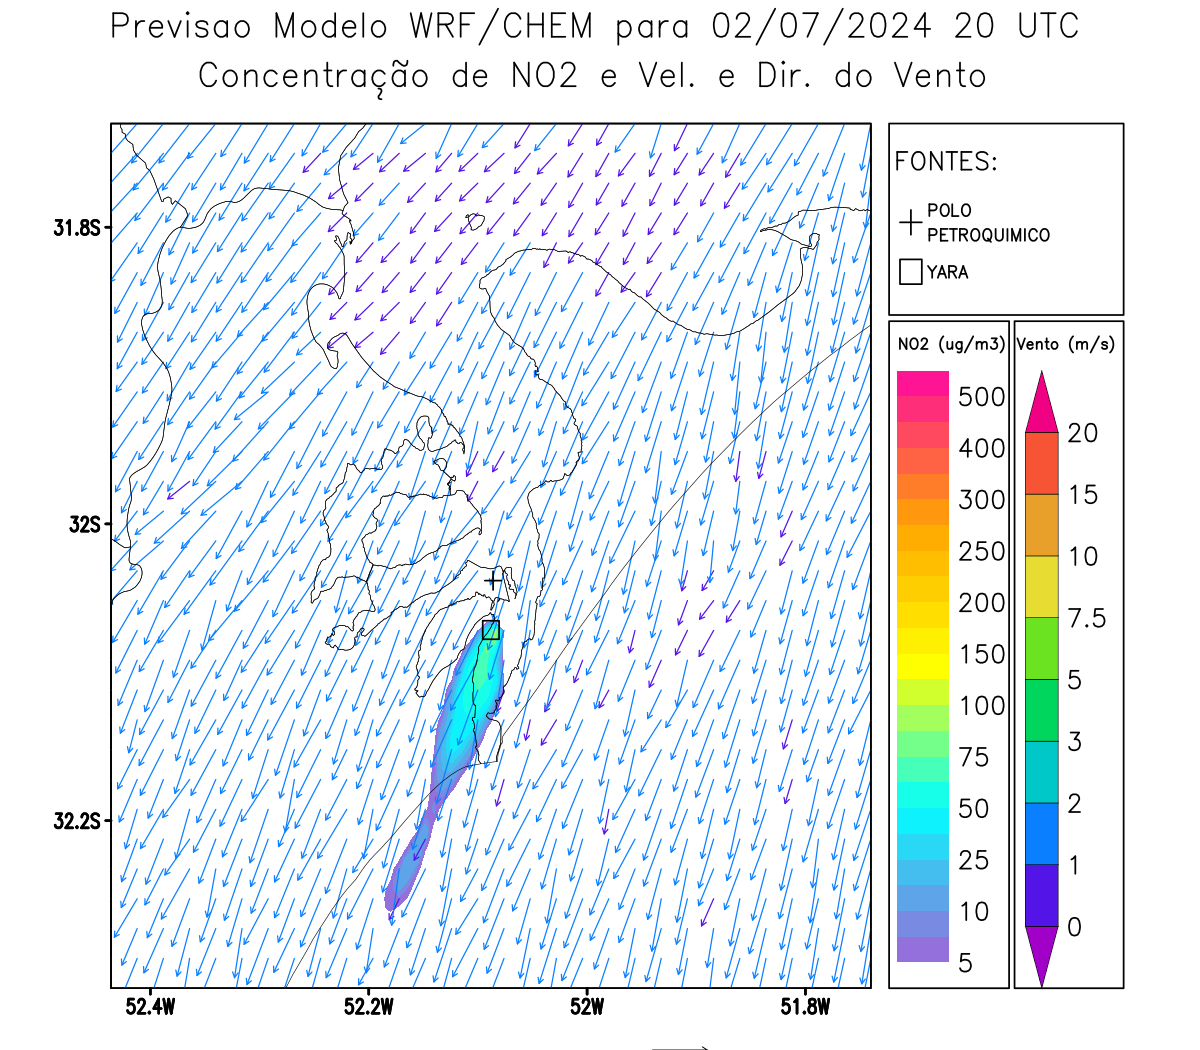 Previsao Modelo WRF/CHEM para 02/07/2024 20 UTC
Concentração de NO2 e Vel. e Dir. do Vento
FONTES:
POLO
PETROQUIMICO
YARA
NO2 (ug/m3)
500
400
300
250
200
150
100
75
50
25
10
5
Vento (m/s)
20
15
10
7.5
5
3
2
1
0
31.8S
32S
32.2S
52.4W
52.2W
52W
51.8W